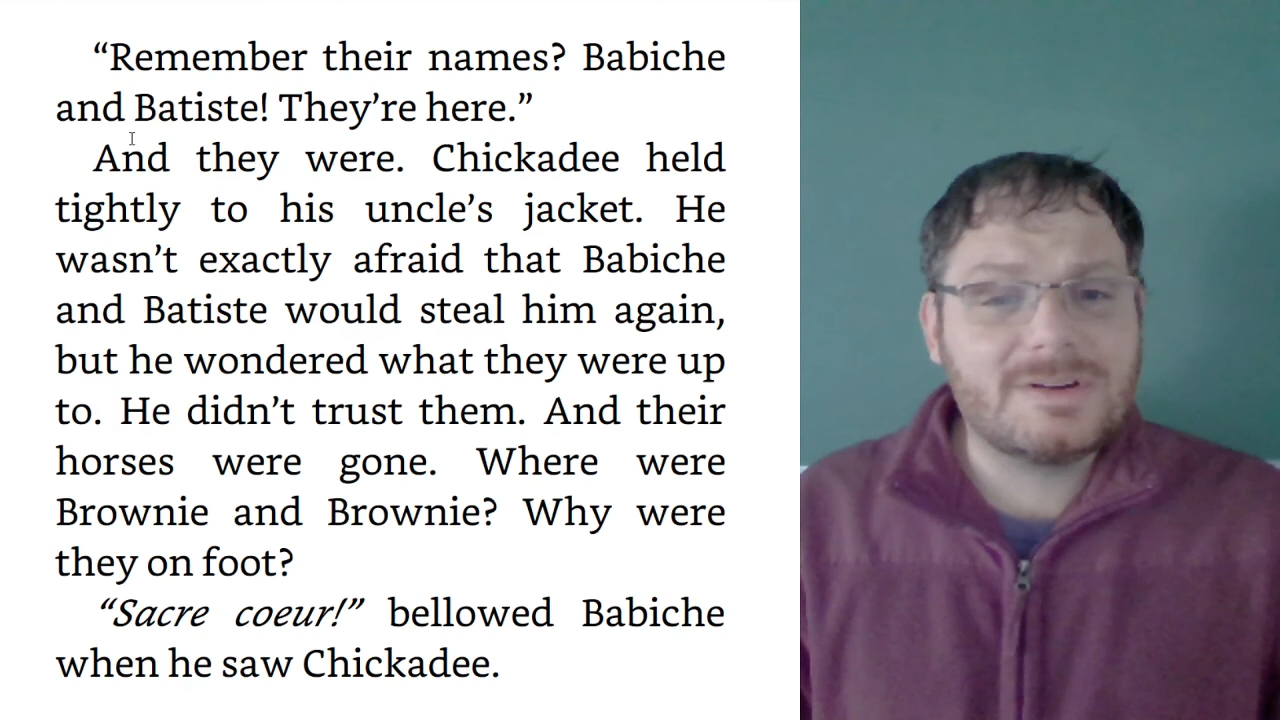 “Remember their names? Babiche
and Batiste! They’re here.”
And they were. Chickadee held
tightly to his uncle’s jacket. He
wasn’t exactly afraid that Babiche
and Batiste would steal him again,
but he wondered what they were up
to. He didn’t trust them. And their
horses were gone. Where were
Brownie and Brownie? Why were
they on foot?
“Sacre coeur!” bellowed Babiche
when he saw Chickadee.